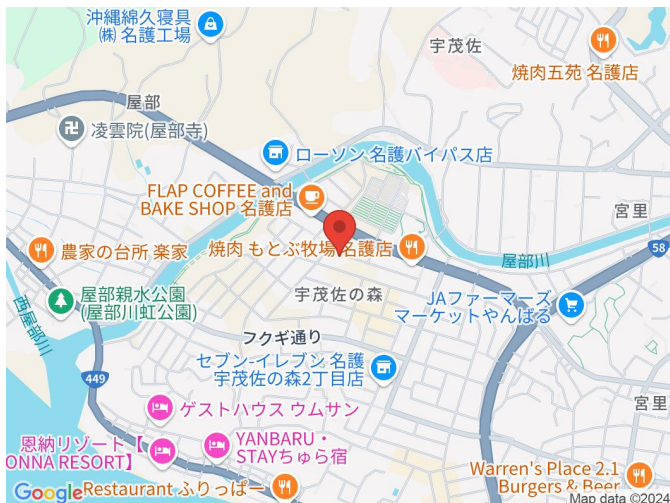 沖縄綿久寝具
㈱ 名護工場
宇茂佐
焼肉五苑 名護店
屋部
凌雲院(屋部寺)
ローソン 名護バイパス店
FLAP COFFEE and
BAKE SHOP 名護店
宮里
農家の台所 楽家
焼肉 もとぶ牧場 名護店
屋部川
58
西屋部川
屋部親水公園
(屋部川虹公園)
宇茂佐の森
JAファーマーズ
マーケットやんばる
フクギ通り
セブン-イレブン 名護
宇茂佐の森2丁目店
449
ゲストハウス ウムサン
宮里
恩納リゾート【
ONNA RESORT】
YANBARU・
STAYちゅら宿
Warren's Place 2.1
Burgers & Beer
Google
Restaurant ふりっぱー
Map data ©2024